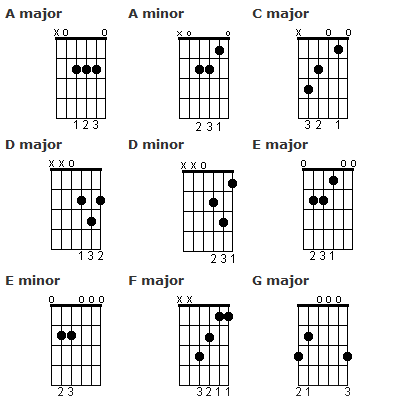 A major A minor C major
X O O X O O X O O
1 2 3 2 3 1 3 2 1
D major D minor E major
X X O X X O O O O
1 3 2 2 3 1 2 3 1
E minor F major G major
O O O O X X O O O
2 3 3 2 1 1 2 1 3